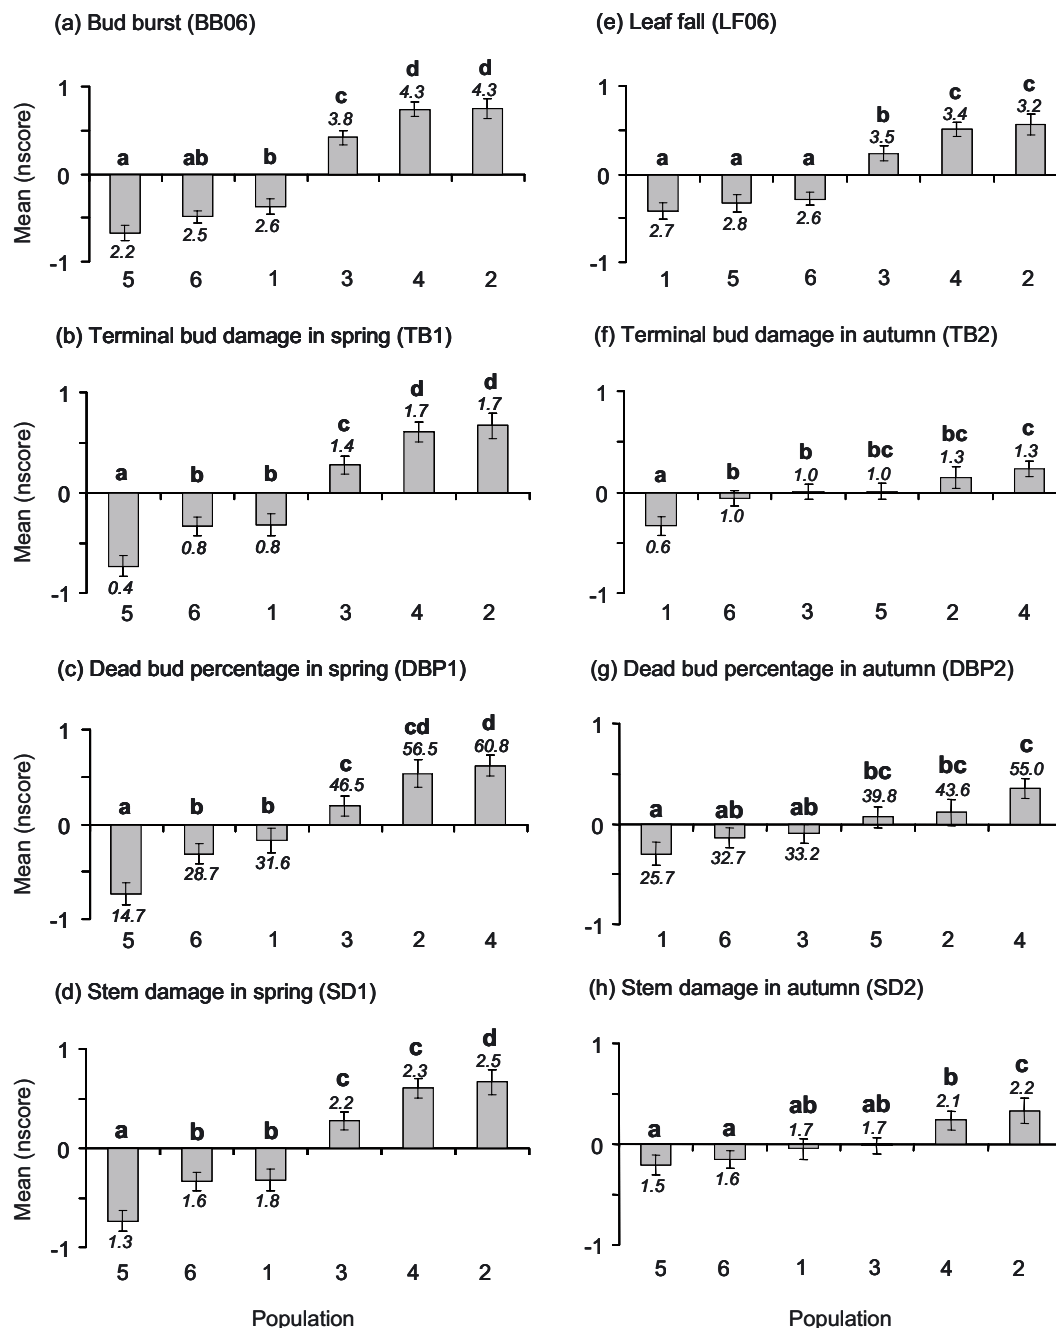 (a) Bud burst (BB06)
Mean (nscore)
1
0
-1
a ab b c d d
2.2 2.5 2.6 3.8 4.3 4.3
5 6 1 3 4 2
(b) Terminal bud damage in spring (TB1)
Mean (nscore)
1
0
-1
a b b c d d
0.4 0.8 0.8 1.4 1.7 1.7
5 6 1 3 4 2
(c) Dead bud percentage in spring (DBP1)
Mean (nscore)
1
0
-1
a b b c cd d
14.7 28.7 31.6 46.5 56.5 60.8
5 6 1 3 2 4
(d) Stem damage in spring (SD1)
Mean (nscore)
1
0
-1
a b b c c d
1.3 1.6 1.8 2.2 2.3 2.5
5 6 1 3 4 2
Population
(e) Leaf fall (LF06)
1
0
-1
a a a b c c
2.7 2.8 2.6 3.5 3.4 3.2
1 5 6 3 4 2
(f) Terminal bud damage in autumn (TB2)
1
0
-1
a b b bc bc c
0.6 1.0 1.0 1.0 1.3 1.3
1 6 3 5 2 4
(g) Dead bud percentage in autumn (DBP2)
1
0
-1
a ab ab bc bc c
25.7 32.7 33.2 39.8 43.6 55.0
1 6 3 5 2 4
(h) Stem damage in autumn (SD2)
1
0
-1
a a ab ab b c
1.5 1.6 1.7 1.7 2.1 2.2
5 6 1 3 4 2
Population